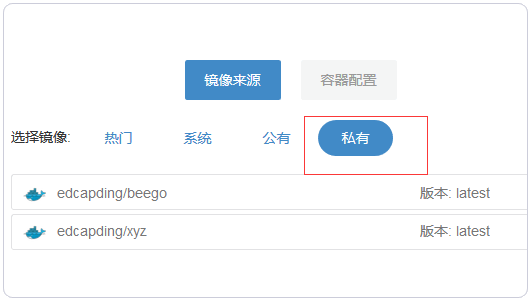 镜像来源 容器配置
选择镜像: 热门 系统 公有 私有
edcapding/beego 版本: latest
edcapding/xyz 版本: latest